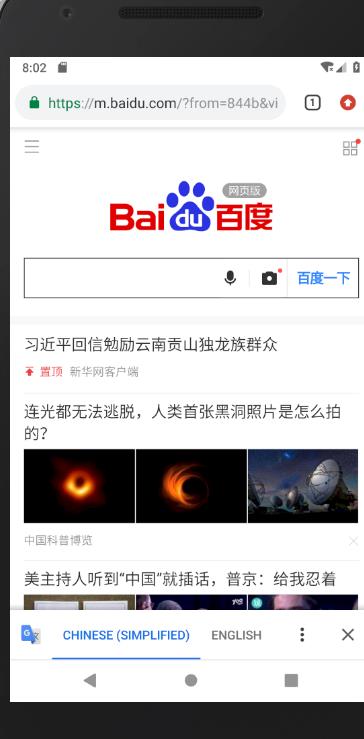 8:02
https://m.baidu.com/?from=844b&vi
1
网页版
Bai du 百度
百度一下
习近平回信勉励云南贡山独龙族群众
置顶 新华网客户端
连光都无法逃脱，人类首张黑洞照片是怎么拍
的？
中国科普博览
美主持人听到“中国”就插话，普京：给我忍着
CHINESE (SIMPLIFIED) ENGLISH